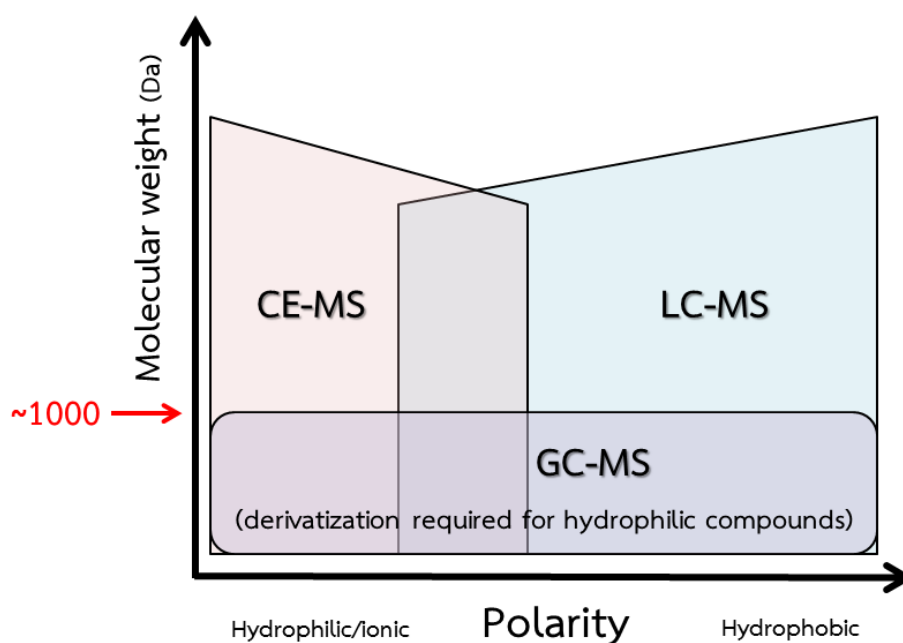 Molecular weight (Da)
CE-MS
LC-MS
~1000
GC-MS
(derivatization required for hydrophilic compounds)
Hydrophilic/ionic
Polarity
Hydrophobic